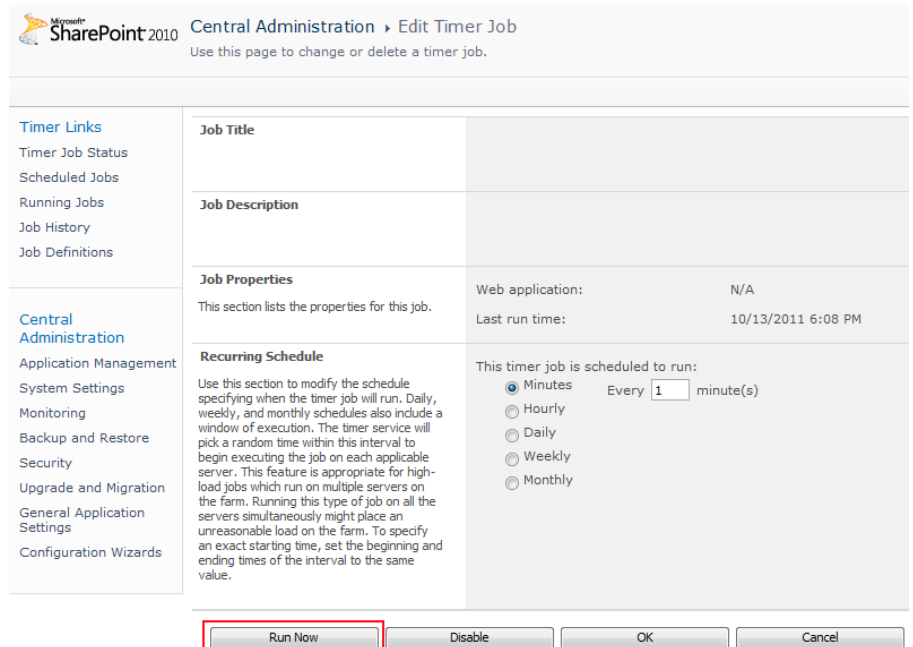 Microsoft®
SharePoint 2010
Central Administration ▸ Edit Timer Job
Use this page to change or delete a timer job.
Timer Links
Timer Job Status
Scheduled Jobs
Running Jobs
Job History
Job Definitions
Central
Administration
Application Management
System Settings
Monitoring
Backup and Restore
Security
Upgrade and Migration
General Application
Settings
Configuration Wizards
Job Title
Job Description
Job Properties
This section lists the properties for this job.
Web application: N/A
Last run time: 10/13/2011 6:08 PM
Recurring Schedule
Use this section to modify the schedule
specifying when the timer job will run. Daily,
weekly, and monthly schedules also include a
window of execution. The timer service will
pick a random time within this interval to
begin executing the job on each applicable
server. This feature is appropriate for high-
load jobs which run on multiple servers on
the farm. Running this type of job on all the
servers simultaneously might place an
unreasonable load on the farm. To specify
an exact starting time, set the beginning and
ending times of the interval to the same
value.
This timer job is scheduled to run:
Minutes Every 1 minute(s)
Hourly
Daily
Weekly
Monthly
Run Now Disable OK Cancel